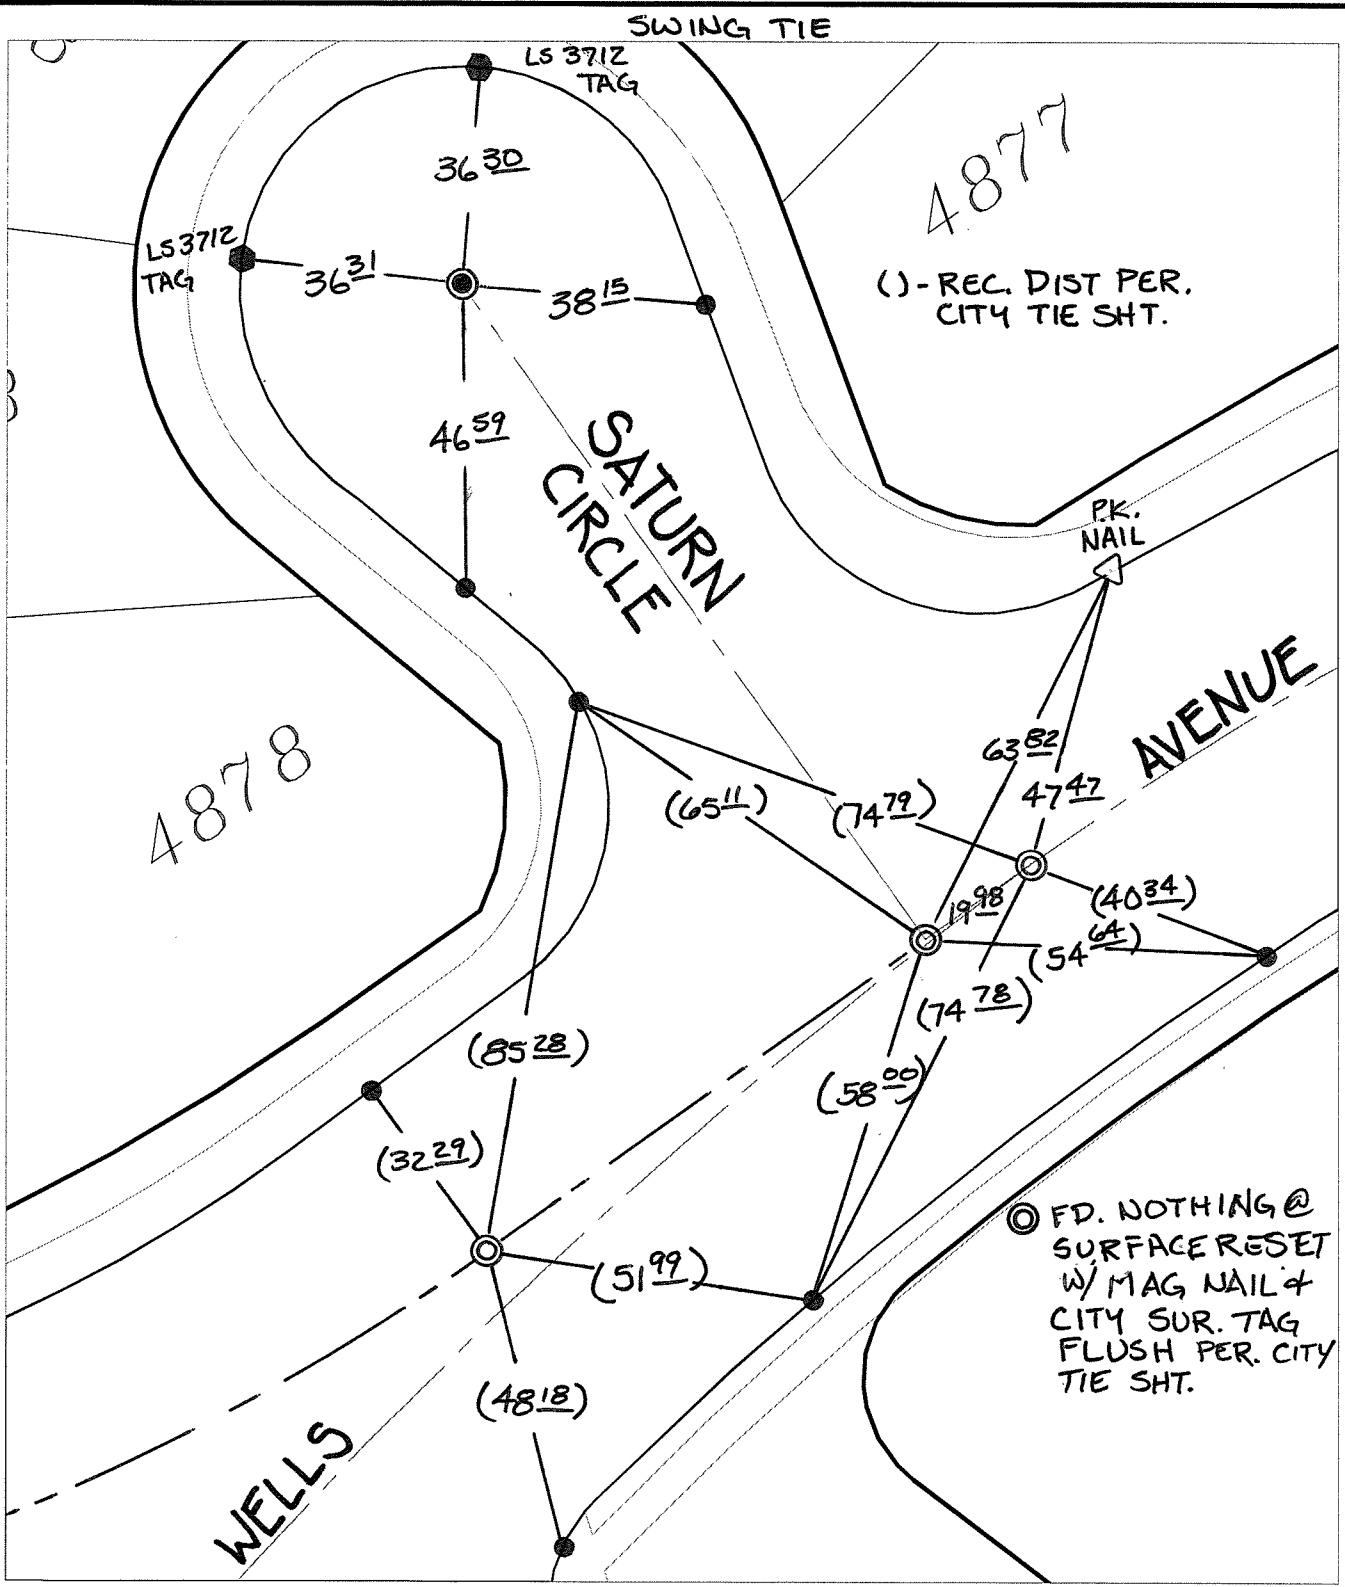 SWING TIE
LS 3712
TAG
36 30
4877
LS 3712
TAG
36 31
38 15
() - REC. DIST PER.
CITY TIE SHT.
46 59
SATURN
CIRCLE
P.K.
NAIL
AVENUE
63 82
47 47
4878
(65 11)
(74 79)
(40 34)
19 98
(54 64)
(74 78)
(85 28)
(58 00)
(32 29)
(51 99)
FD. NOTHING @
SURFACE RESET
W/ MAG NAIL &
CITY SUR. TAG
FLUSH PER. CITY
TIE SHT.
(48 18)
WELLS